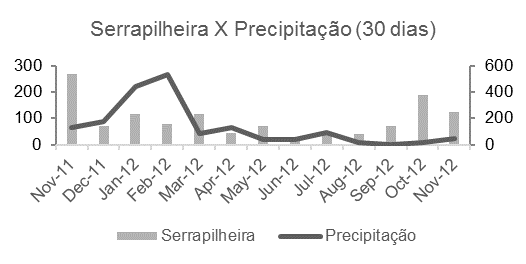 Serrapilheira X Precipitação (30 dias)
300 600
200 400
100 200
0 0
Nov-11 Dec-11 Jan-12 Feb-12 Mar-12 Apr-12 May-12 Jun-12 Jul-12 Aug-12 Sep-12 Oct-12 Nov-12
Serrapilheira Precipitação